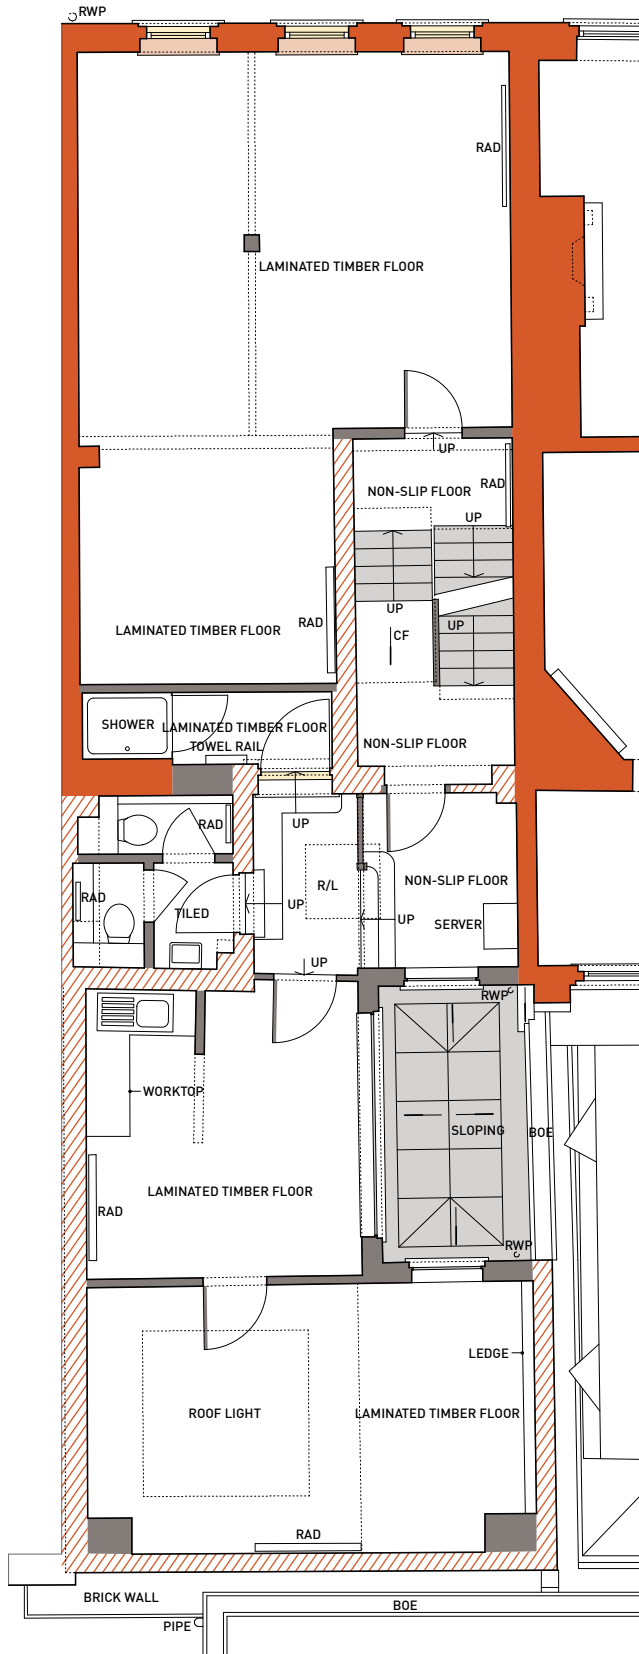 RWP
RAD
LAMINATED TIMBER FLOOR
UP
NON-SLIP FLOOR
RAD
UP
UP
UP
CF
RAD
LAMINATED TIMBER FLOOR
SHOWER
LAMINATED TIMBER FLOOR
TOWEL RAIL
NON-SLIP FLOOR
UP
RAD
R/L
NON-SLIP FLOOR
RAD
TILED
UP
UP
SERVER
UP
RWP
WORKTOP
SLOPING
BOE
LAMINATED TIMBER FLOOR
RAD
RWP
LEDGE
ROOF LIGHT
LAMINATED TIMBER FLOOR
RAD
BRICK WALL
BOE
PIPE